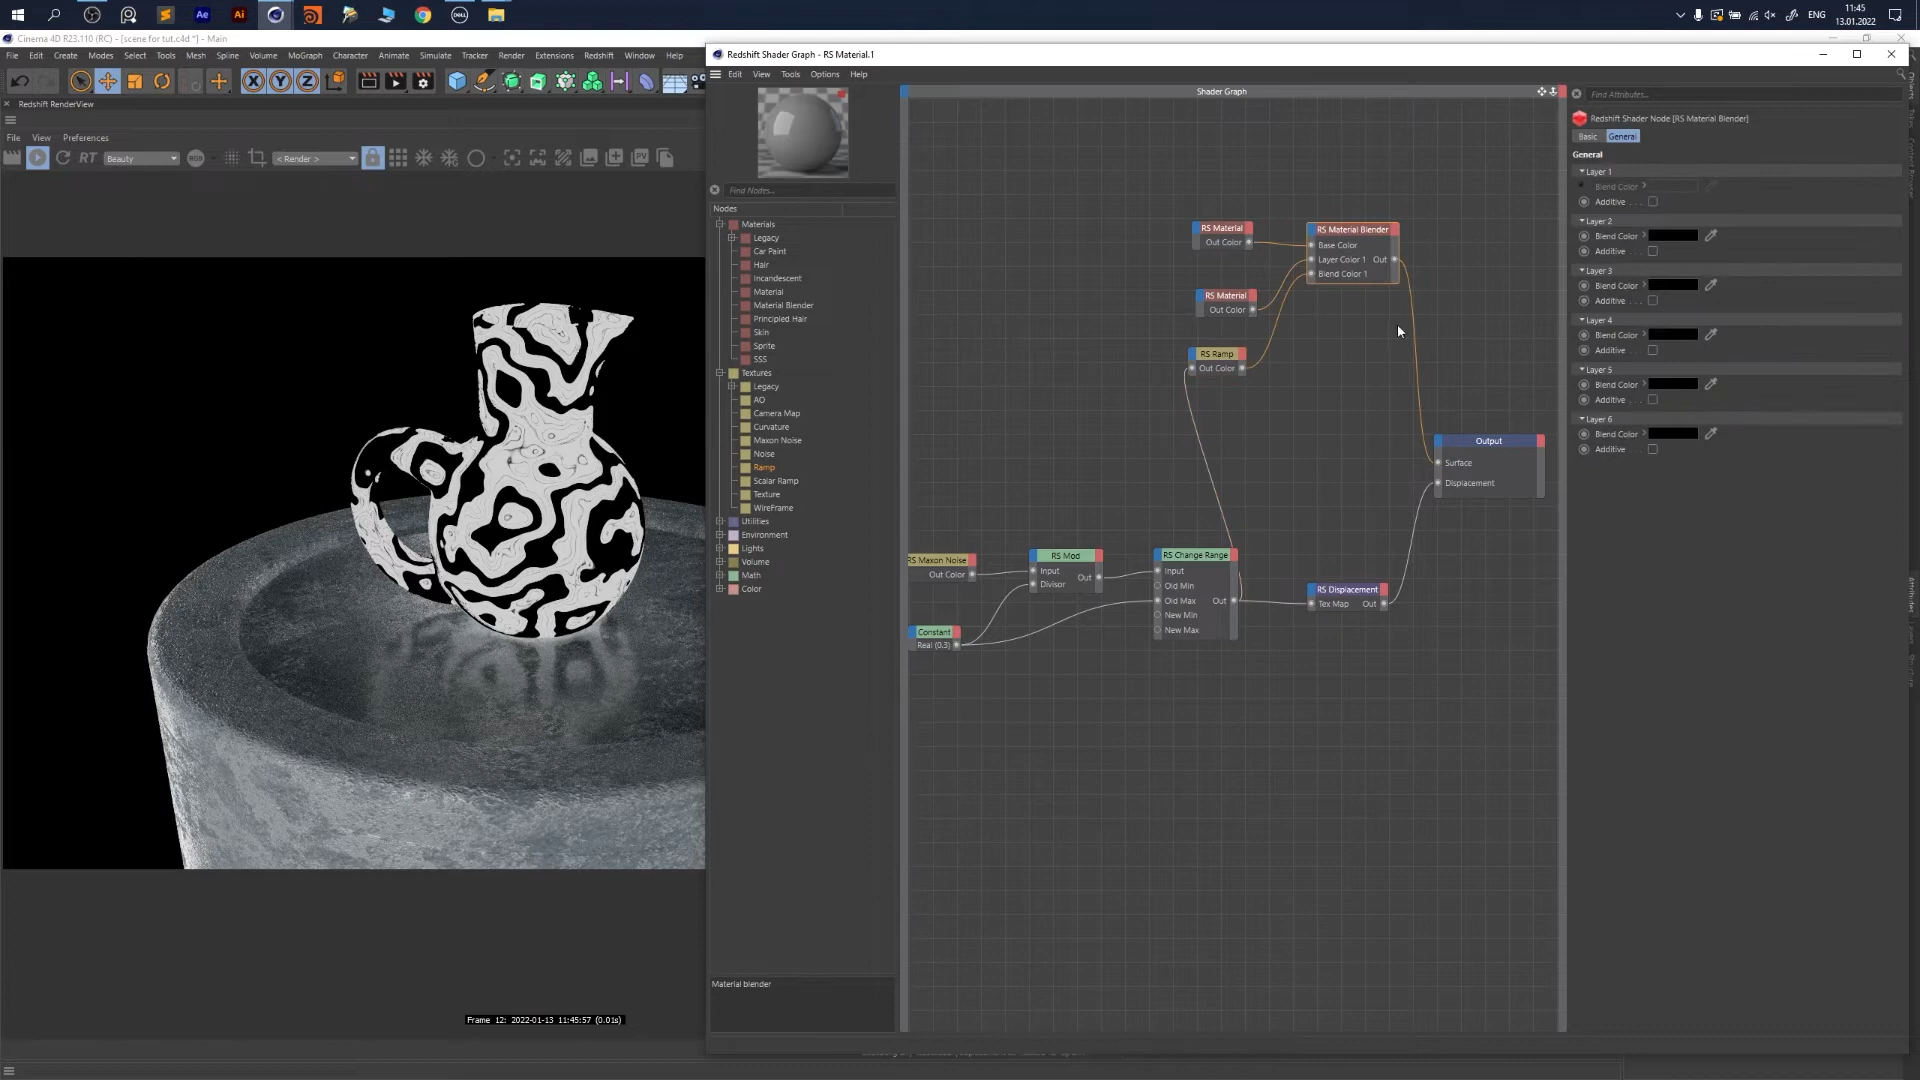 Ae
Ai
DELL
ENG
11:45
13.01.2022
Cinema 4D R23.110 (RC) - [scene for tut.c4d *] - Main
File Edit Create Modes Select Tools Mesh Spline Volume MoGraph Character Animate Simulate Tracker Render Extensions Redshift Window Help
X Y Z
Redshift RenderView
File View Preferences
RT Beauty RGB < Render > PV
Frame 12: 2022-01-13 11:45:57 (0.01s)
Redshift Shader Graph - RS Material.1
Edit View Tools Options Help
Find Nodes...
Nodes
Materials
Legacy
Car Paint
Hair
Incandescent
Material
Material Blender
Principled Hair
Skin
Sprite
SSS
Textures
Legacy
AO
Camera Map
Curvature
Maxon Noise
Noise
Ramp
Scalar Ramp
Texture
WireFrame
Utilities
Environment
Lights
Volume
Math
Color
Material blender
Shader Graph
RS Material
Out Color
RS Material Blender
Base Color
Layer Color 1 Out
Blend Color 1
RS Material
Out Color
RS Ramp
Out Color
Output
Surface
Displacement
RS Maxon Noise
Out Color
RS Mod
Input
Out
Divisor
RS Change Range
Input
Old Min
Old Max Out
New Min
New Max
RS Displacement
Tex Map Out
Constant
Real (0.3)
Find Attributes...
Redshift Shader Node [RS Material Blender]
Basic General
General
Layer 1
Blend Color
Additive . . .
Layer 2
Blend Color
Additive . . .
Layer 3
Blend Color
Additive . . .
Layer 4
Blend Color
Additive . . .
Layer 5
Blend Color
Additive . . .
Layer 6
Blend Color
Additive . . .